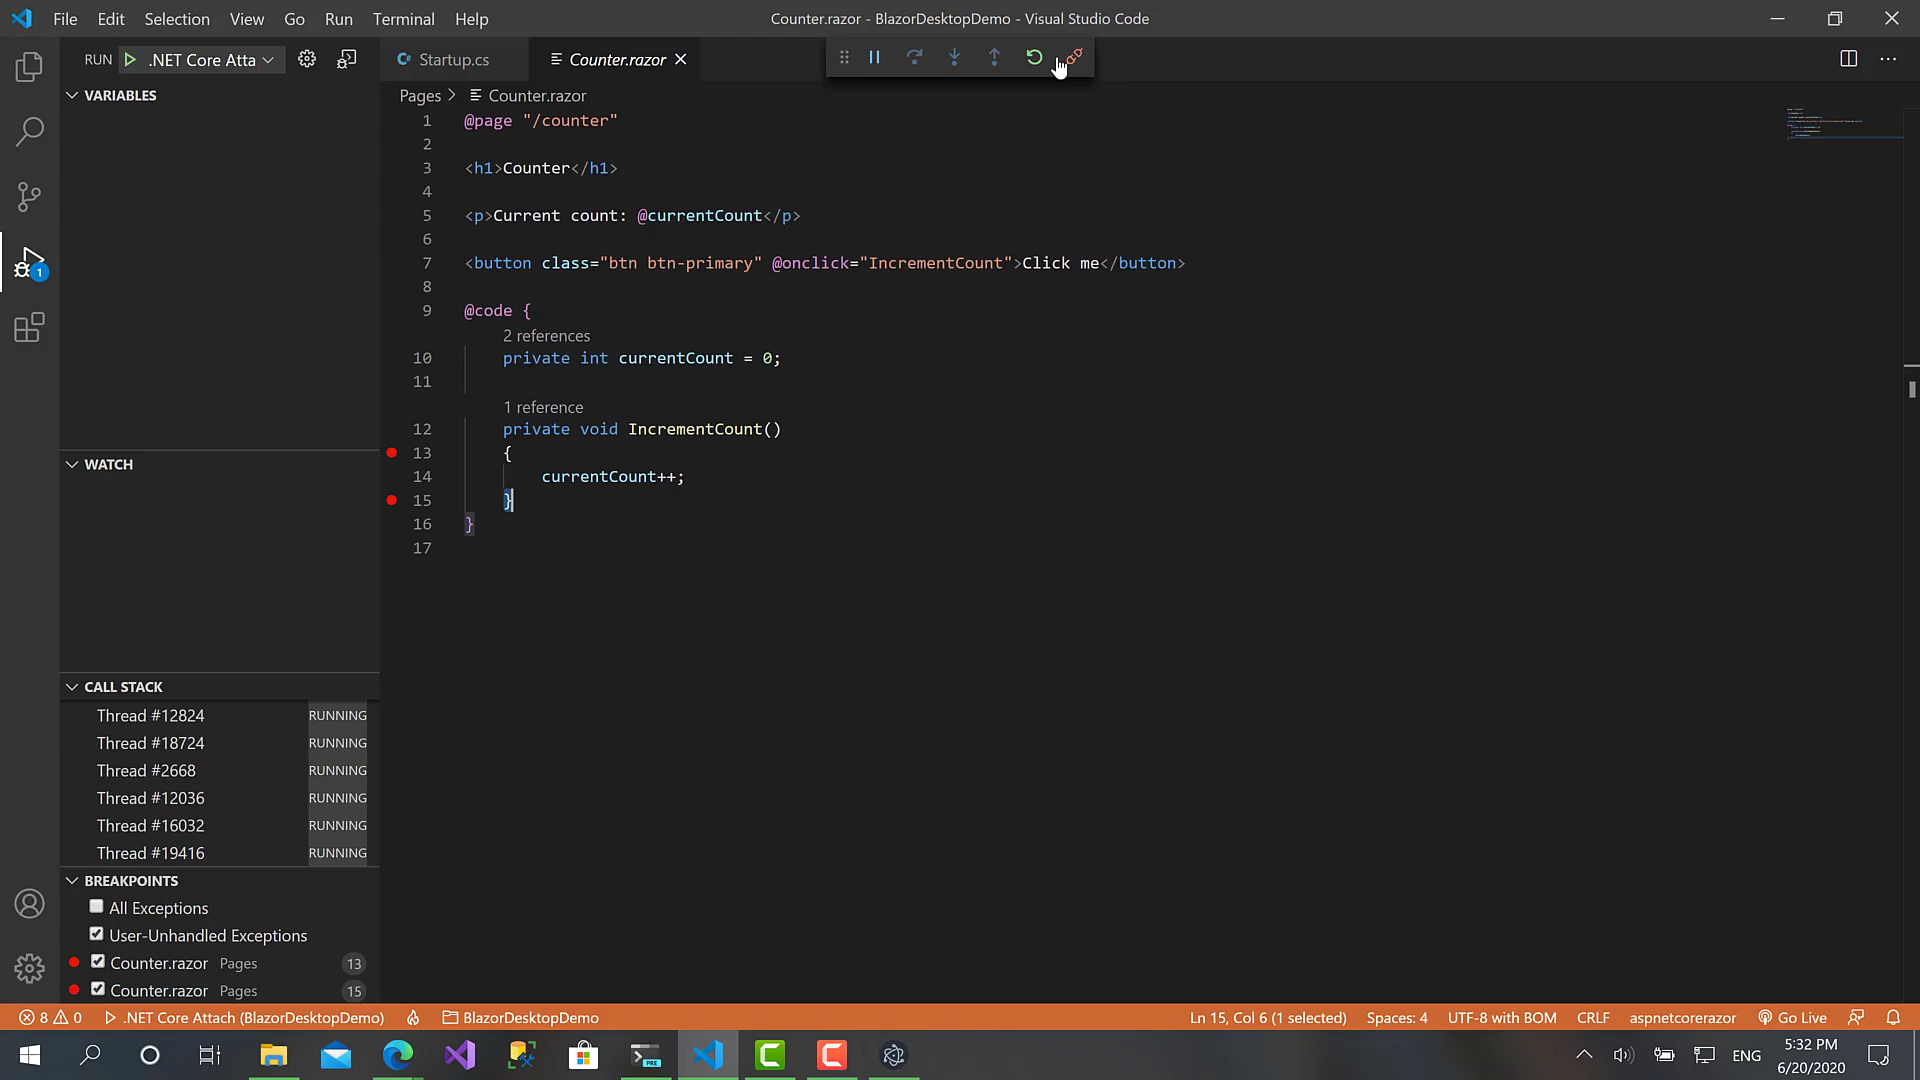 File Edit Selection View Go Run Terminal Help
Counter.razor - BlazorDesktopDemo - Visual Studio Code
RUN .NET Core Atta
Startup.cs
Counter.razor
VARIABLES
Pages > Counter.razor
1 @page "/counter"
2
3 <h1>Counter</h1>
4
5 <p>Current count: @currentCount</p>
6
7 <button class="btn btn-primary" @onclick="IncrementCount">Click me</button>
8
9 @code {
2 references
10 private int currentCount = 0;
11
1 reference
12 private void IncrementCount()
13 {
14 currentCount++;
15 }
16 }
17
1
WATCH
CALL STACK
Thread #12824 RUNNING
Thread #18724 RUNNING
Thread #2668 RUNNING
Thread #12036 RUNNING
Thread #16032 RUNNING
Thread #19416 RUNNING
BREAKPOINTS
All Exceptions
User-Unhandled Exceptions
Counter.razor Pages 13
Counter.razor Pages 15
8 0 .NET Core Attach (BlazorDesktopDemo) BlazorDesktopDemo Ln 15, Col 6 (1 selected) Spaces: 4 UTF-8 with BOM CRLF aspnetcorerazor Go Live
PRE
ENG
5:32 PM
6/20/2020